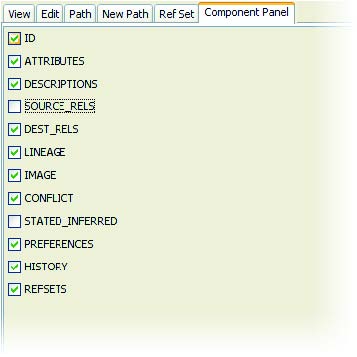 View Edit Path New Path Ref Set Component Panel
ID
ATTRIBUTES
DESCRIPTIONS
SOURCE_RELS
DEST_RELS
LINEAGE
IMAGE
CONFLICT
STATED_INFERRED
PREFERENCES
HISTORY
REFSETS